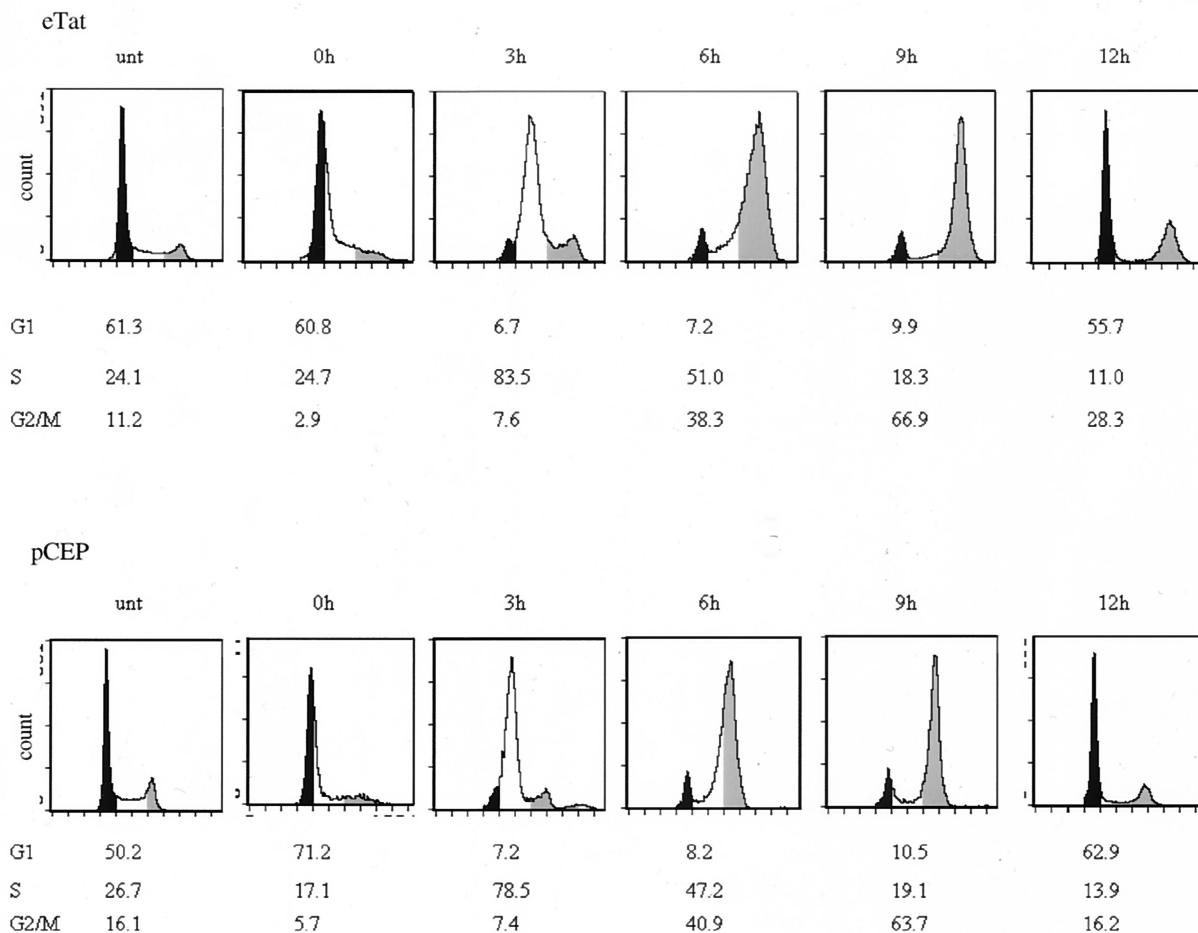 eTat
unt 0h 3h 6h 9h 12h
count
G1 61.3 60.8 6.7 7.2 9.9 55.7
S 24.1 24.7 83.5 51.0 18.3 11.0
G2/M 11.2 2.9 7.6 38.3 66.9 28.3
pCEP
unt 0h 3h 6h 9h 12h
count
G1 50.2 71.2 7.2 8.2 10.5 62.9
S 26.7 17.1 78.5 47.2 19.1 13.9
G2/M 16.1 5.7 7.4 40.9 63.7 16.2